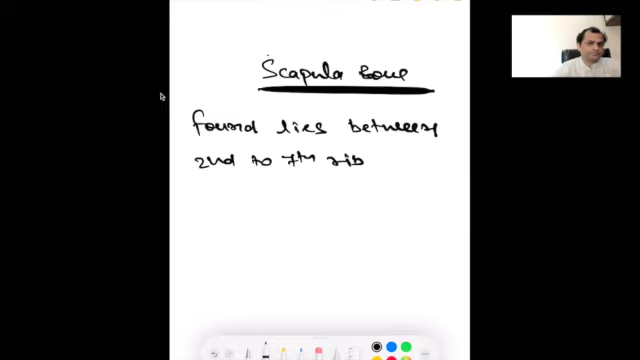 Scapula bone
found lies between
2nd to 7th rib